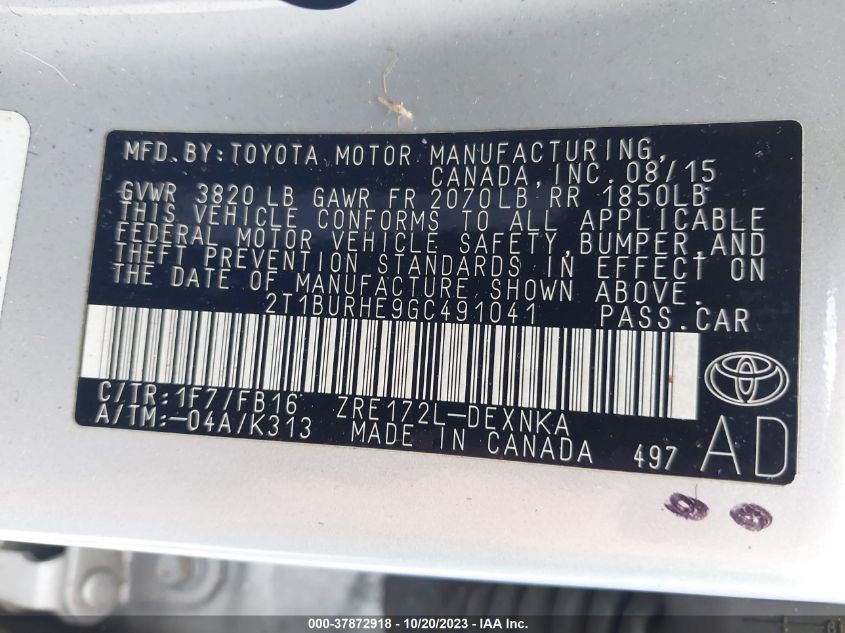 MFD. BY: TOYOTA MOTOR MANUFACTURING,
CANADA, INC. 08/15
GVWR 3820 LB GAWR FR 2070LB RR 1850LB
THIS VEHICLE CONFORMS TO ALL APPLICABLE
FEDERAL MOTOR VEHICLE SAFETY, BUMPER, AND
THEFT PREVENTION STANDARDS IN EFFECT ON
THE DATE OF MANUFACTURE SHOWN ABOVE.
2T1BURHE9GC491041 PASS. CAR
C/TR: 1F7/FB16 ZRE172L-DEXNKA
A/TM: -04A/K313 MADE IN CANADA 497
AD
000-37872918 - 10/20/2023 - IAA Inc.